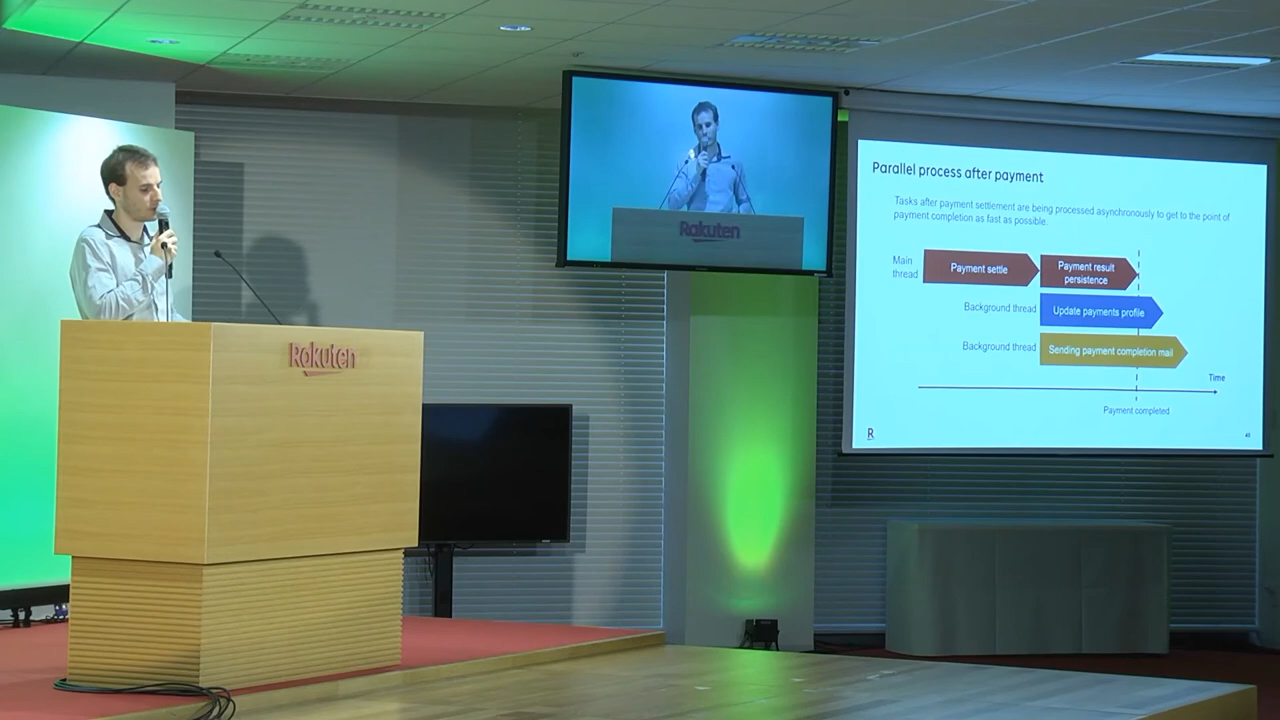 Rakuten
Rakuten
Parallel process after payment
Tasks after payment settlement are being processed asynchronously to get to the point of
payment completion as fast as possible.
Main
thread
Payment settle
Payment result
persistence
Background thread
Update payments profile
Background thread
Sending payment completion mail
Time
Payment completed
R
40